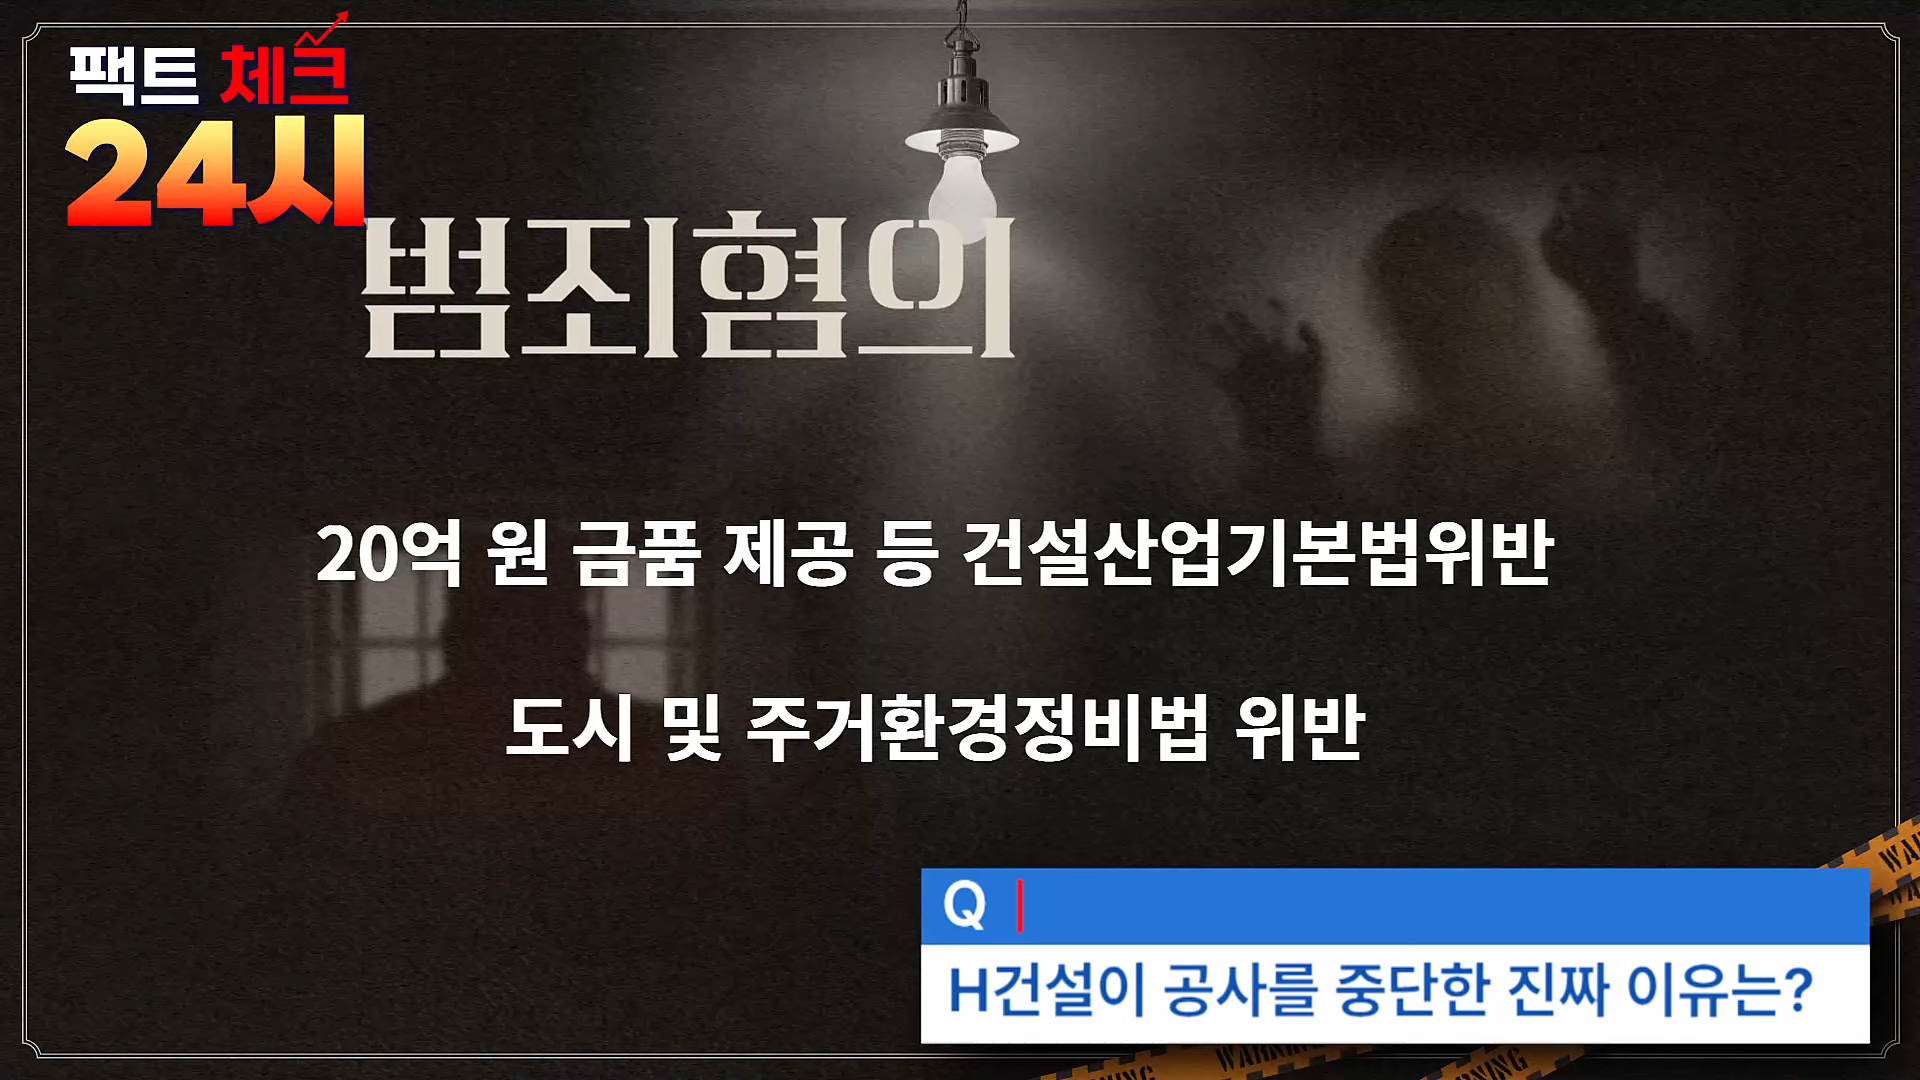 팩트 체크
24시
범죄혐의
20억 원 금품 제공 등 건설산업기본법위반
도시 및 주거환경정비법 위반
Q
H건설이 공사를 중단한 진짜 이유는?
WARNING